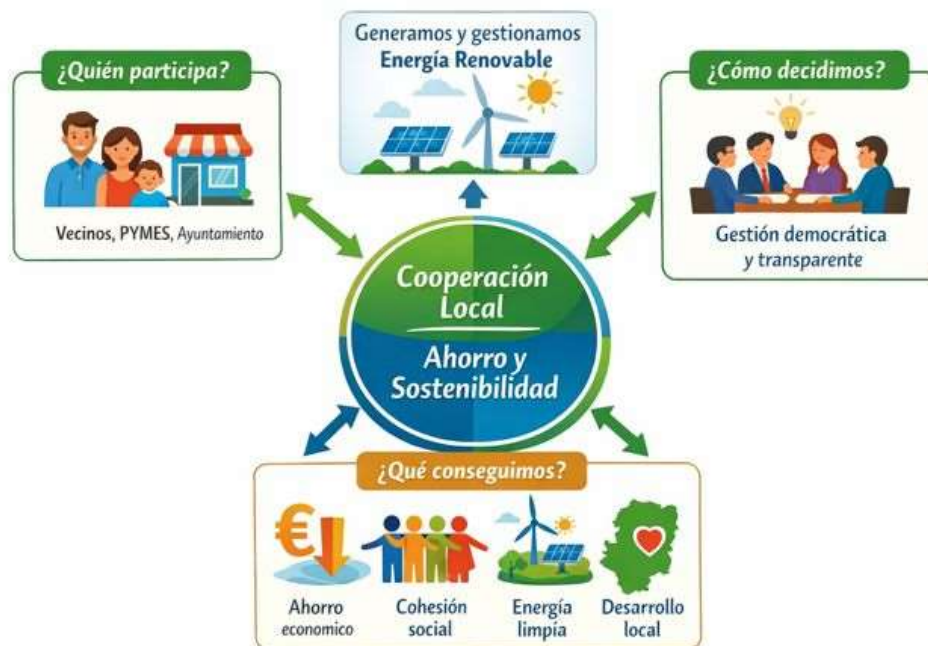 Generamos y gestionamos
Energía Renovable
¿Quién participa?
Vecinos, PYMES, Ayuntamiento
¿Cómo decidimos?
Gestión democrática
y transparente
Cooperación
Local
Ahorro y
Sostenibilidad
¿Qué conseguimos?
€
Ahorro
economico
Cohesión
social
Energía
limpía
Desarrollo
local